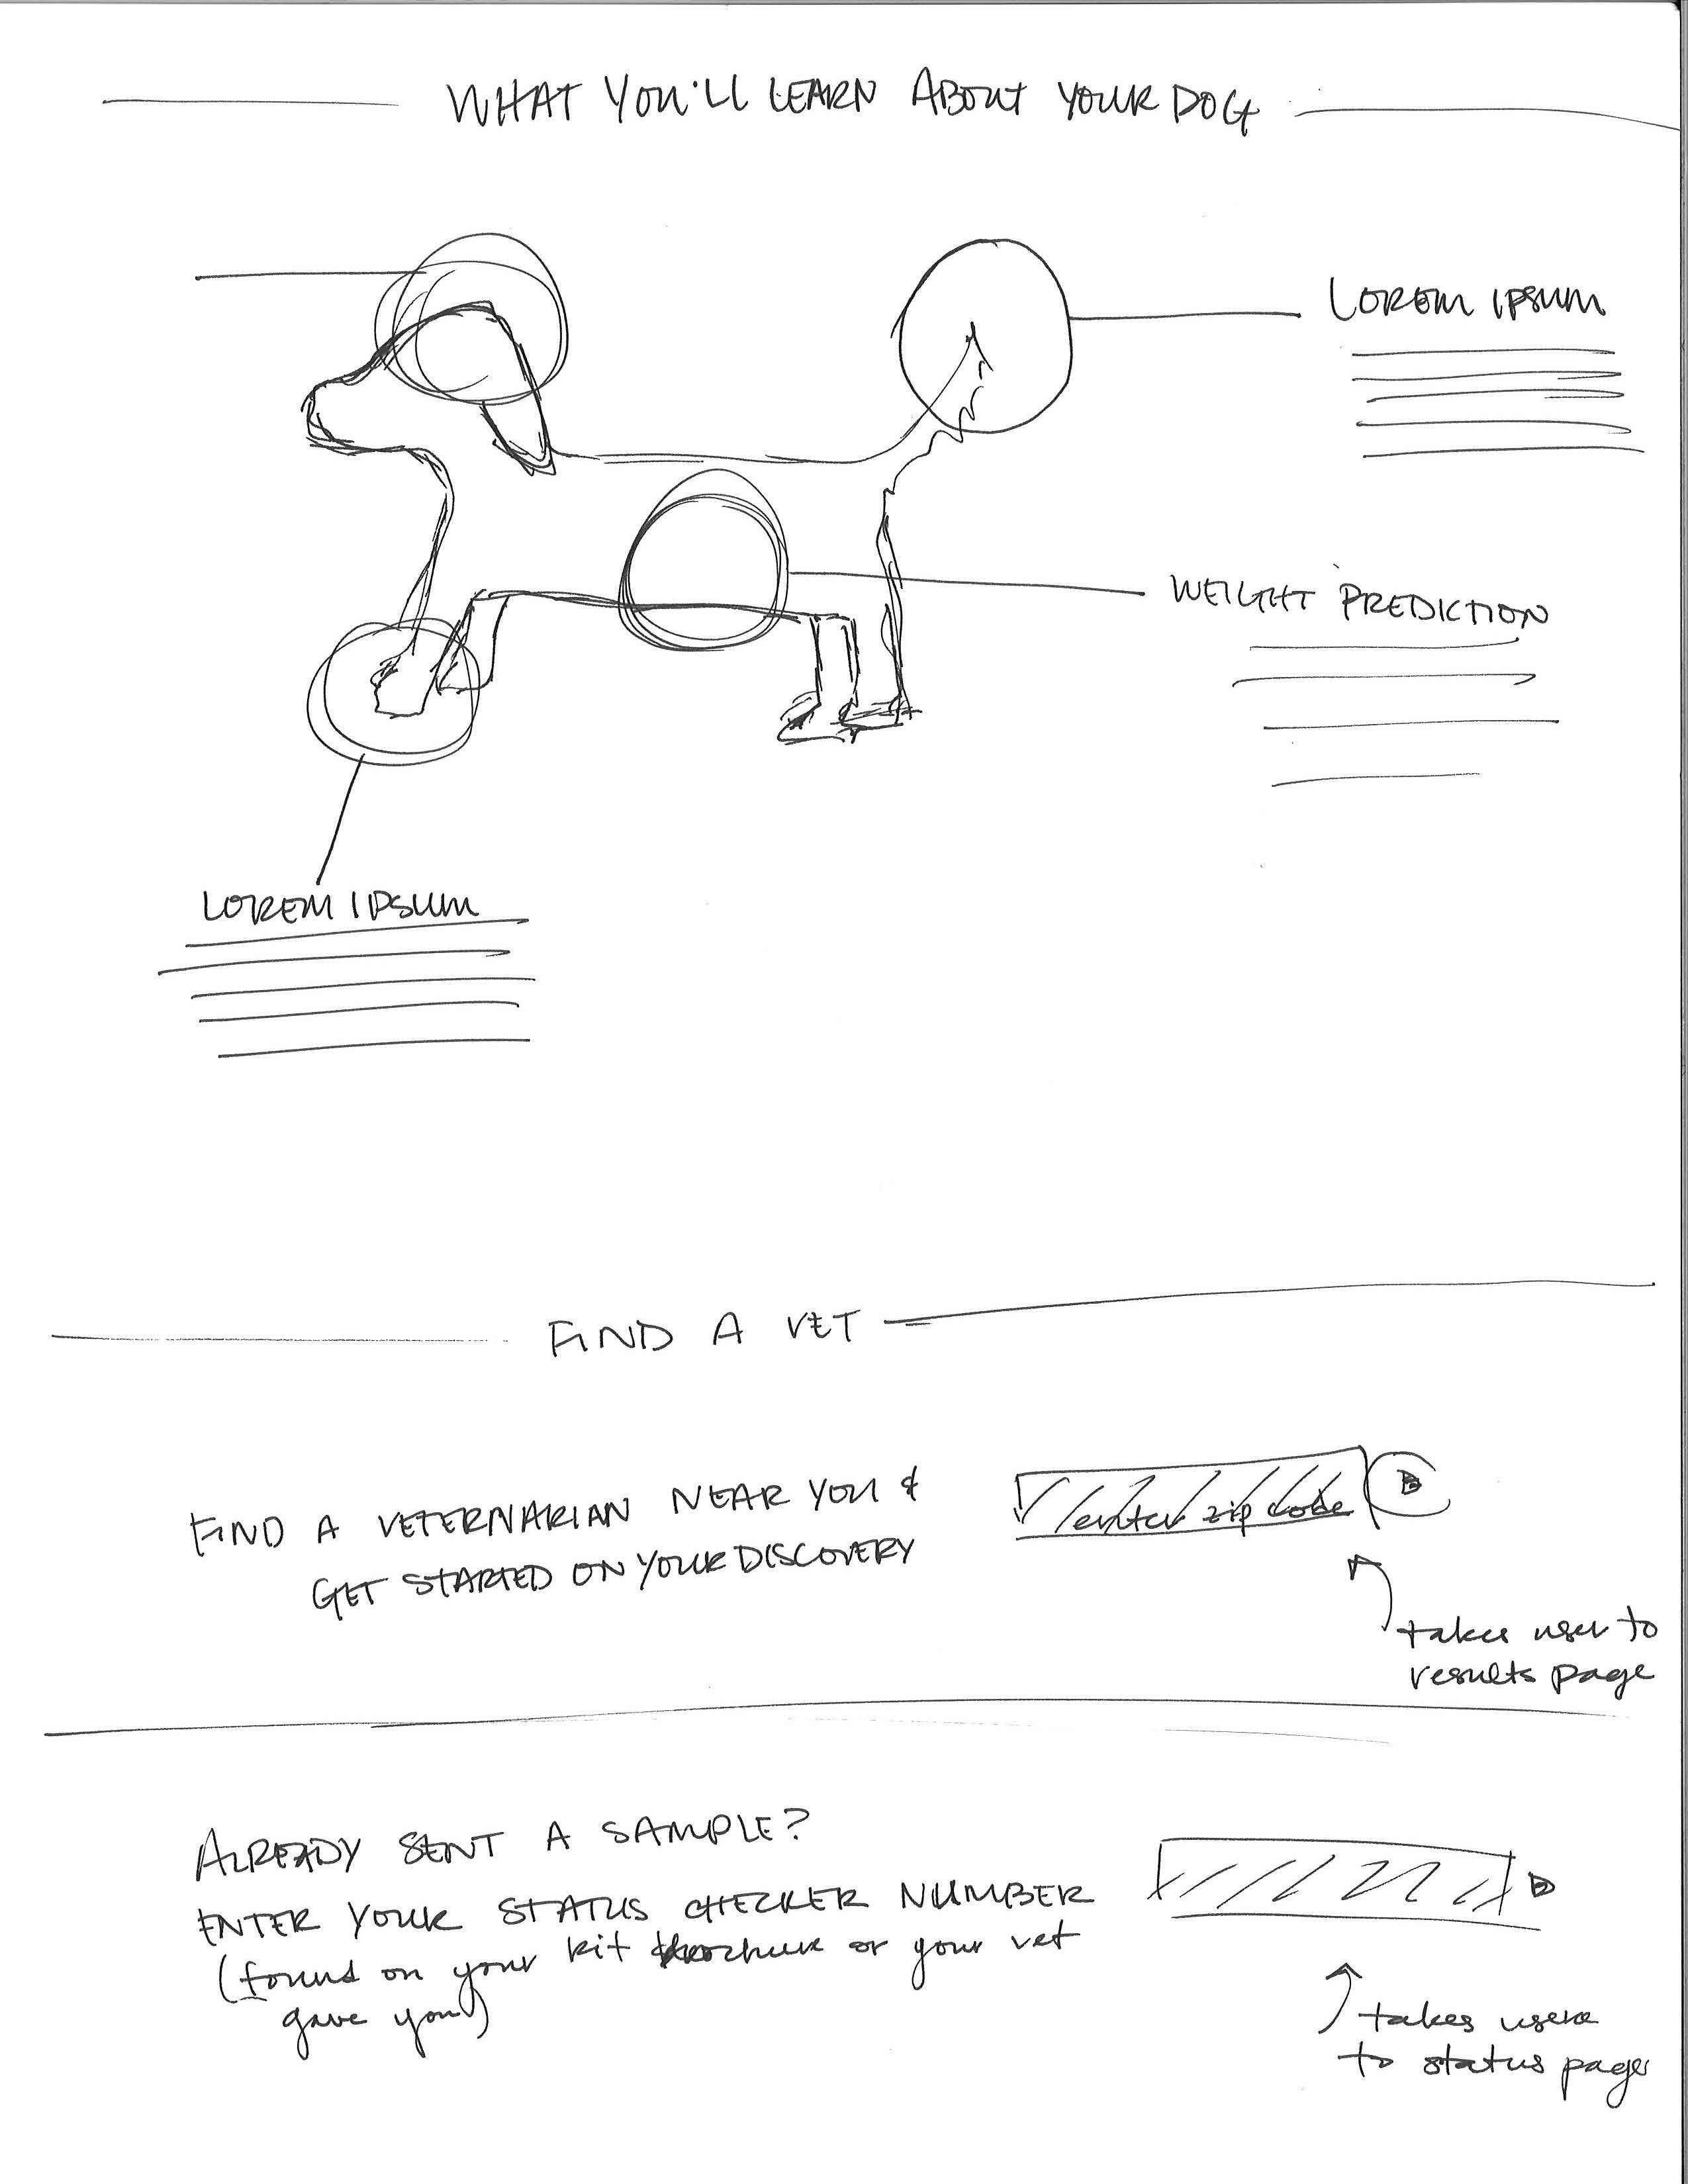 WHAT YOU'LL LEARN ABOUT YOUR DOG
LOREM IPSUM
WEIGHT PREDICTION
LOREM IPSUM
FIND A VET
FIND A VETERNARIAN NEAR YOU &
GET STARTED ON YOUR DISCOVERY
enter zip code
takes user to
results page
ALREADY SENT A SAMPLE?
ENTER YOUR STATUS CHECKER NUMBER
(found on your kit brochure or your vet
gave you)
takes users
to status page